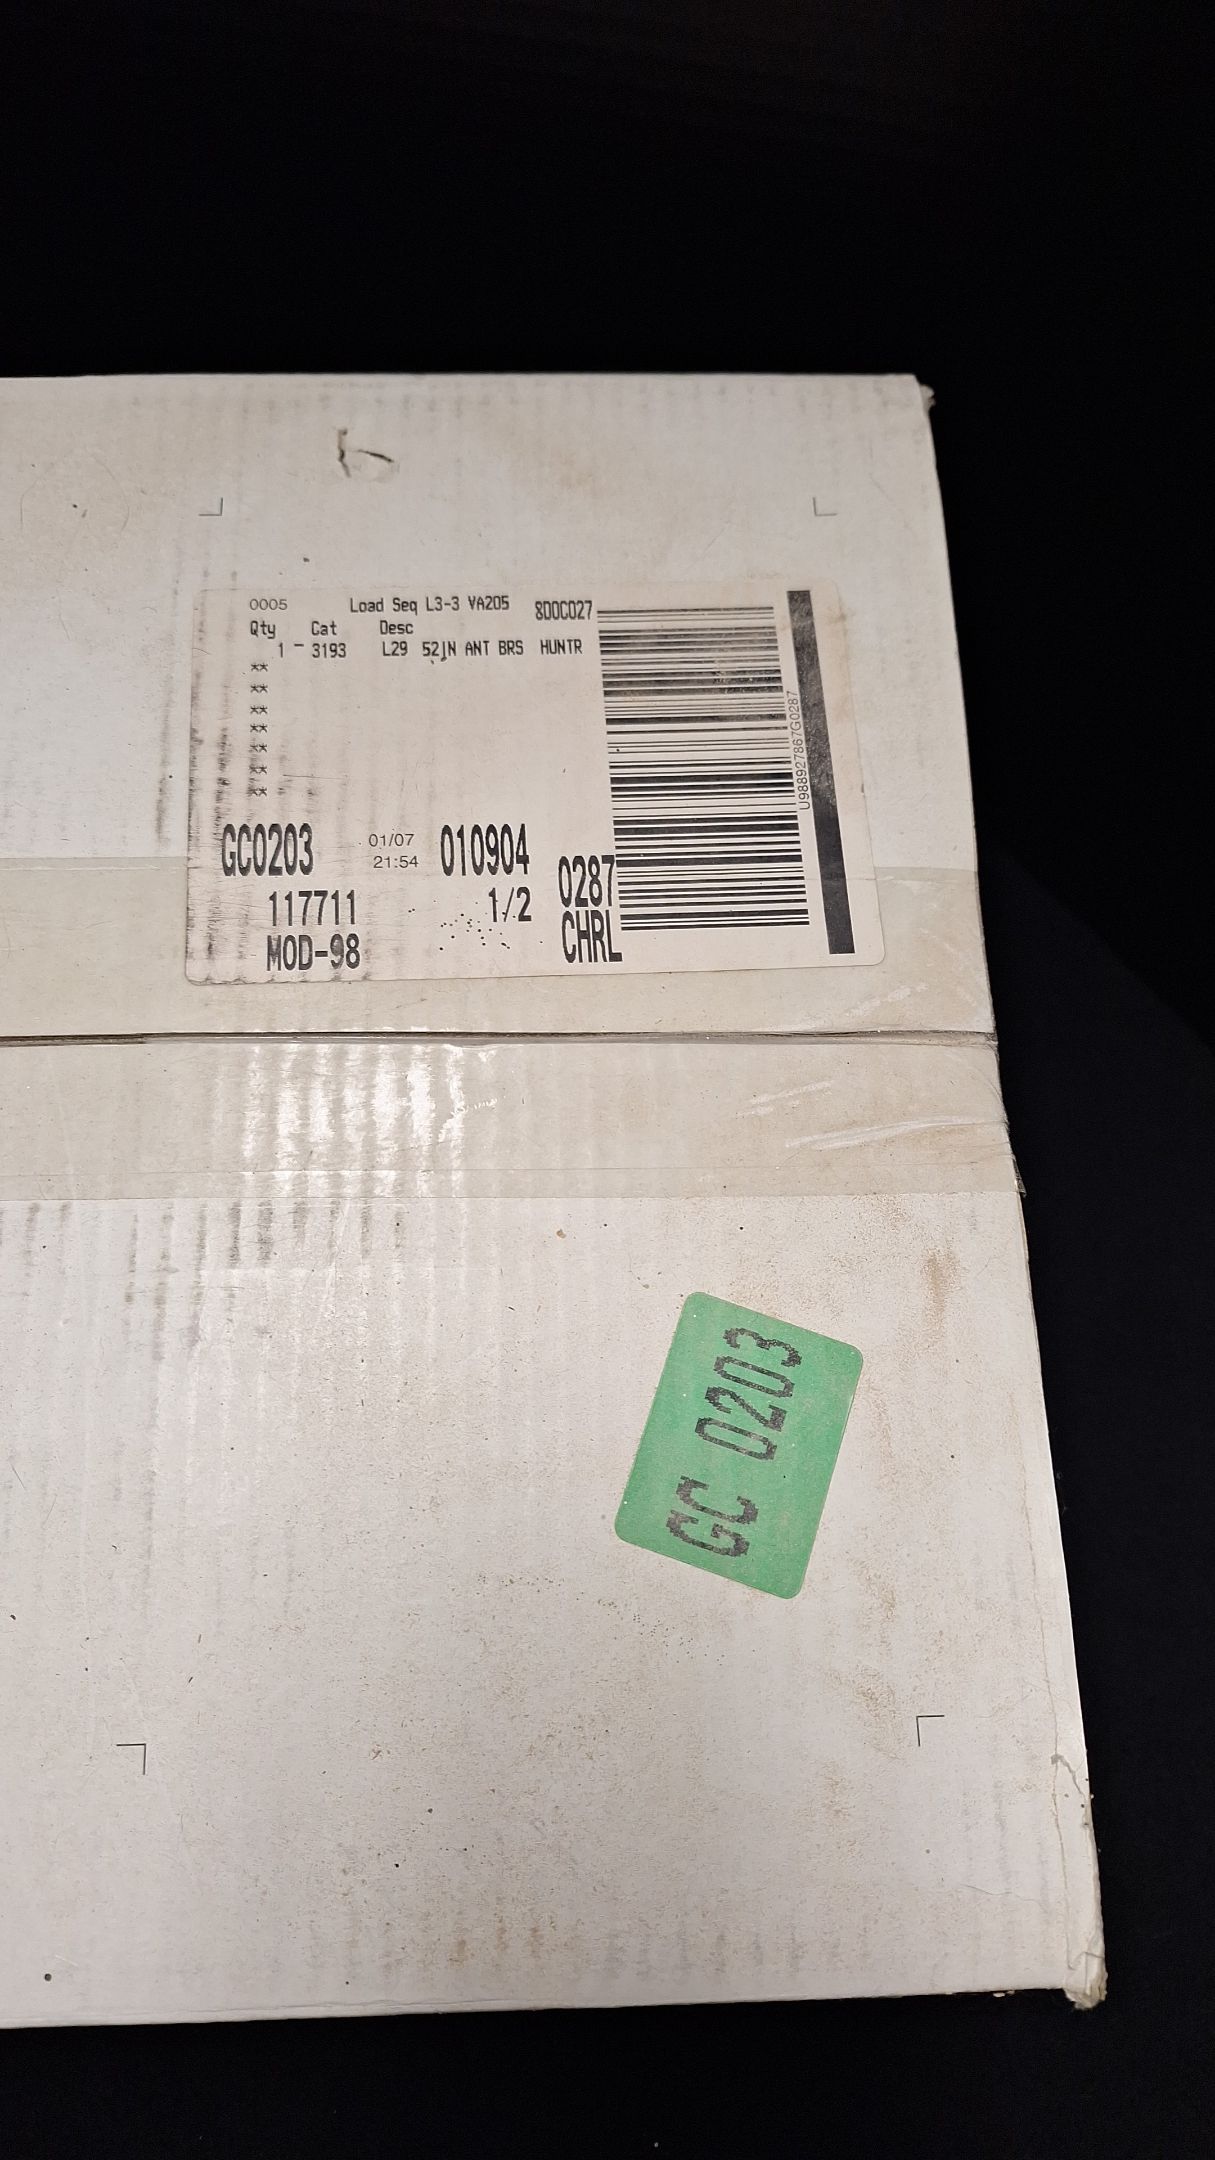 0005 Load Seq L3-3 VA205 8D0C027
Qty Cat Desc
1 - 3193 L29 52IN ANT BRS HUNTR
**
**
**
**
**
**
**
GC0203 01/07 21:54 010904
117711 1/2 0287
MOD-98 CHRL
U988927867G0287
GC 0203